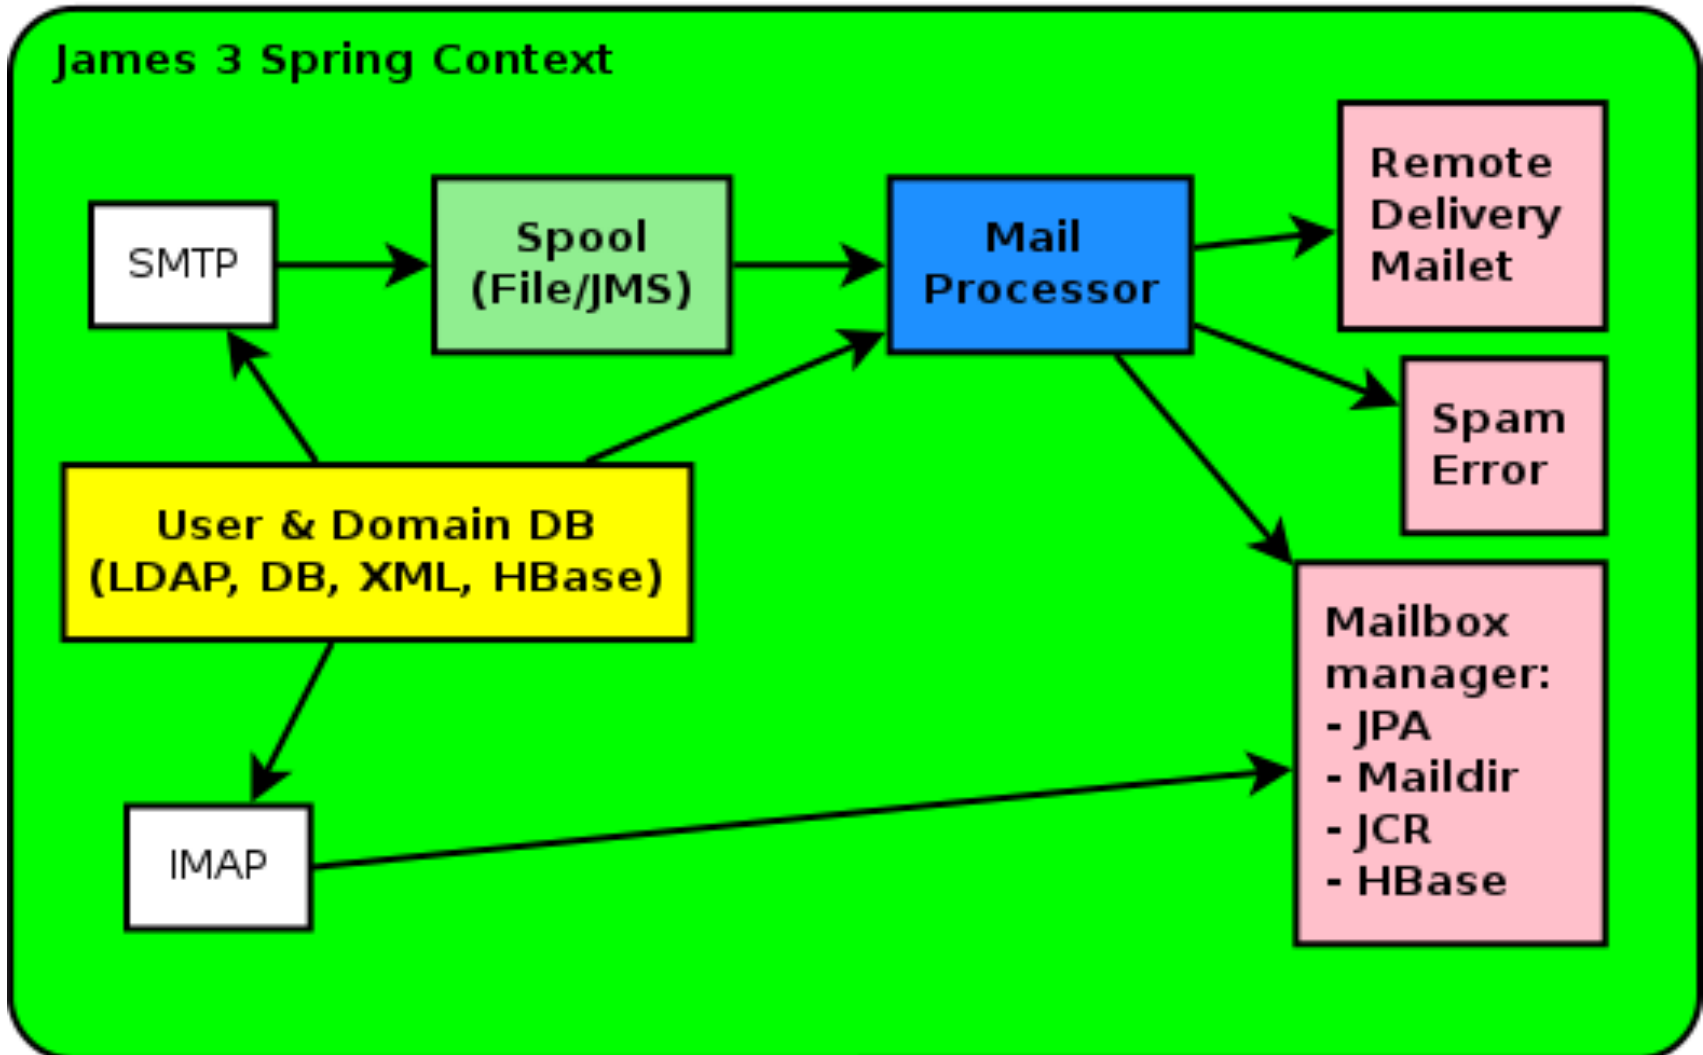 James 3 Spring Context
SMTP
Spool
(File/JMS)
Mail
Processor
Remote
Delivery
Mailet
Spam
Error
User & Domain DB
(LDAP, DB, XML, HBase)
Mailbox
manager:
- JPA
- Maildir
- JCR
- HBase
IMAP